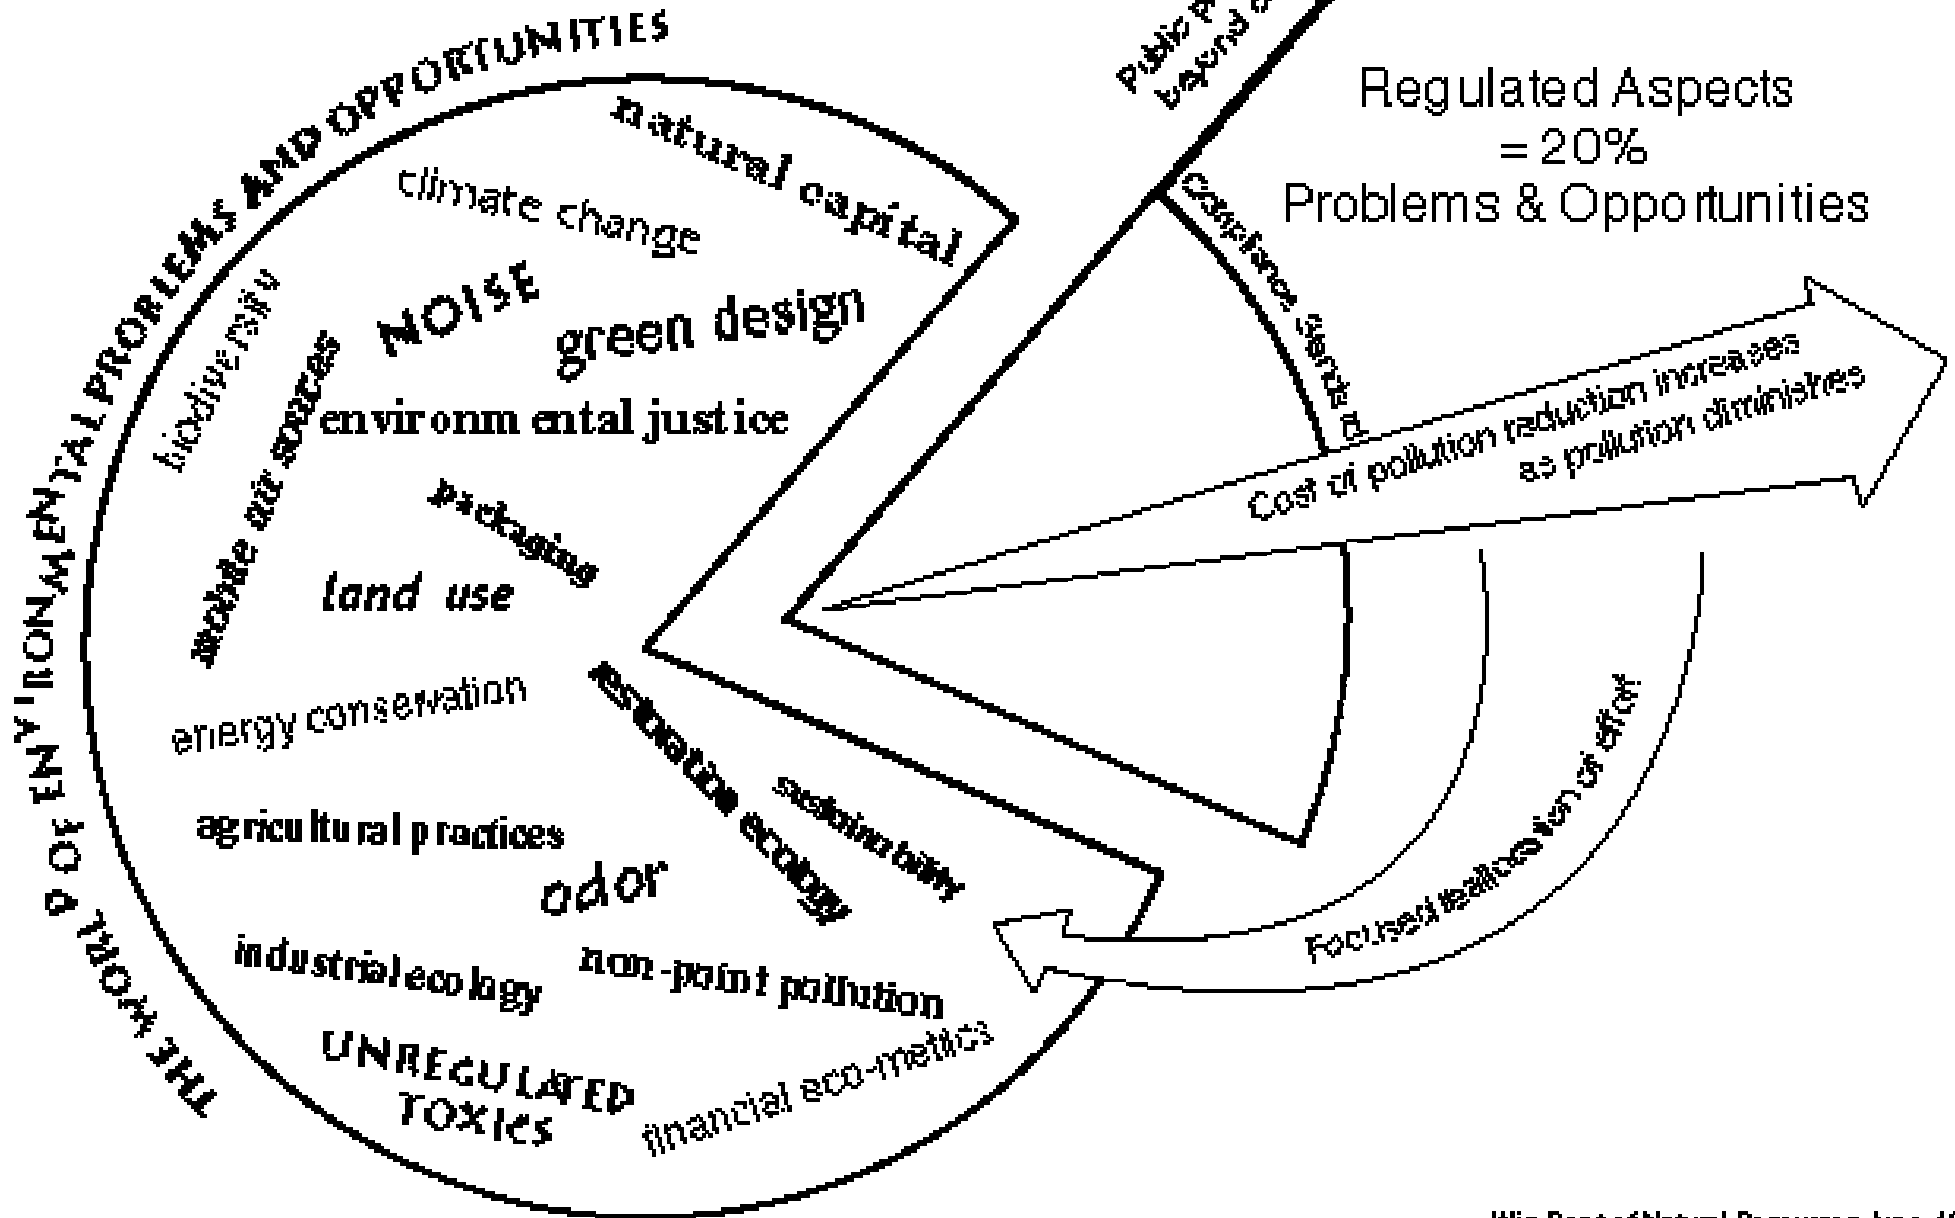 THE WORLD OF ENVIRONMENTAL PROBLEMS AND OPPORTUNITIES
Public
beyond
Regulated Aspects
= 20%
Problems & Opportunities
natural capital
climate change
biodiversity
NOISE
green design
mobile air sources
environmental justice
Cost of pollution reduction increases
as pollution diminishes
packaging
land use
energy conservation
restorative ecology
sustainability
agricultural practices
odor
Focused reallocation of effort
industrial ecology
non-point pollution
UNREGULATED
TOXICS
financial eco-metrics